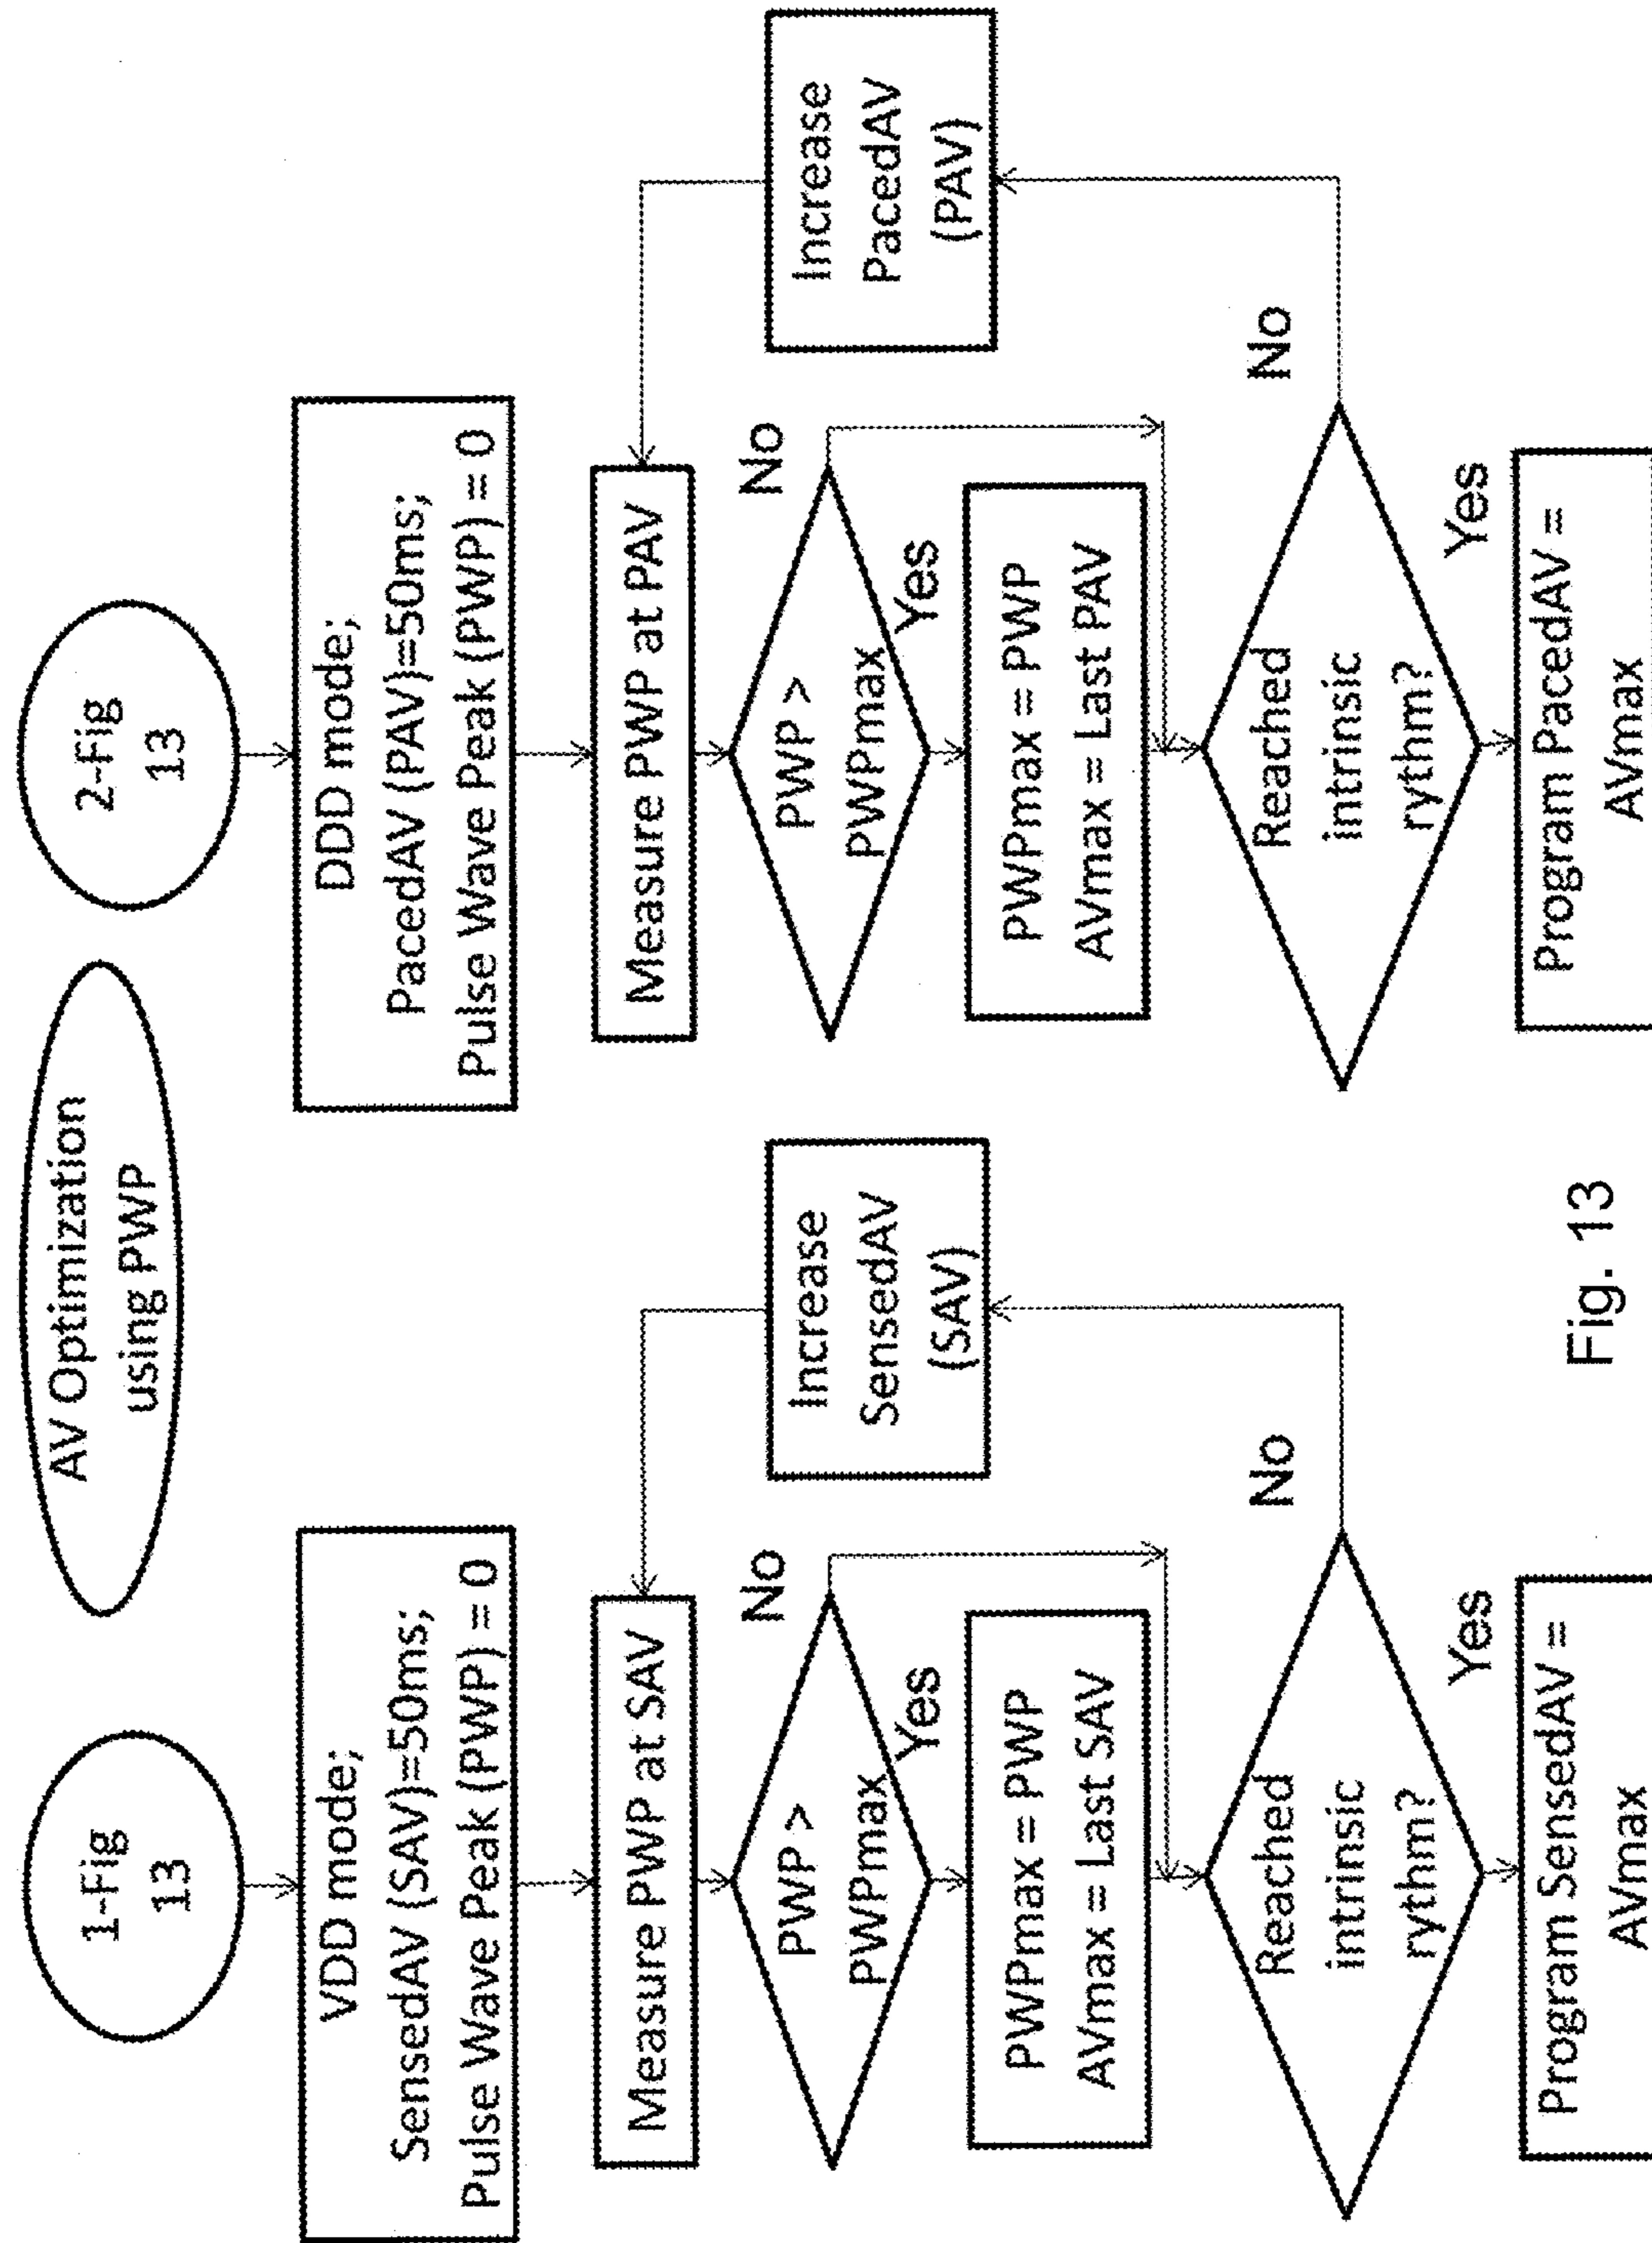 AV Optimization
using PWP
1-Fig
13
VDD mode;
SensedAV (SAV)=50ms;
Pulse Wave Peak (PWP) = 0
Measure PWP at SAV
PWP >
PWPmax
No
Yes
PWPmax = PWP
AVmax = Last SAV
Increase
SensedAV
(SAV)
Reached
intrinsic
rythm?
No
Yes
Program SensedAV =
AVmax
2-Fig
13
DDD mode;
PacedAV (PAV)=50ms;
Pulse Wave Peak (PWP) = 0
Measure PWP at PAV
PWP >
PWPmax
No
Yes
PWPmax = PWP
AVmax = Last PAV
Increase
PacedAV
(PAV)
Reached
intrinsic
rythm?
No
Yes
Program PacedAV =
AVmax
Fig. 13